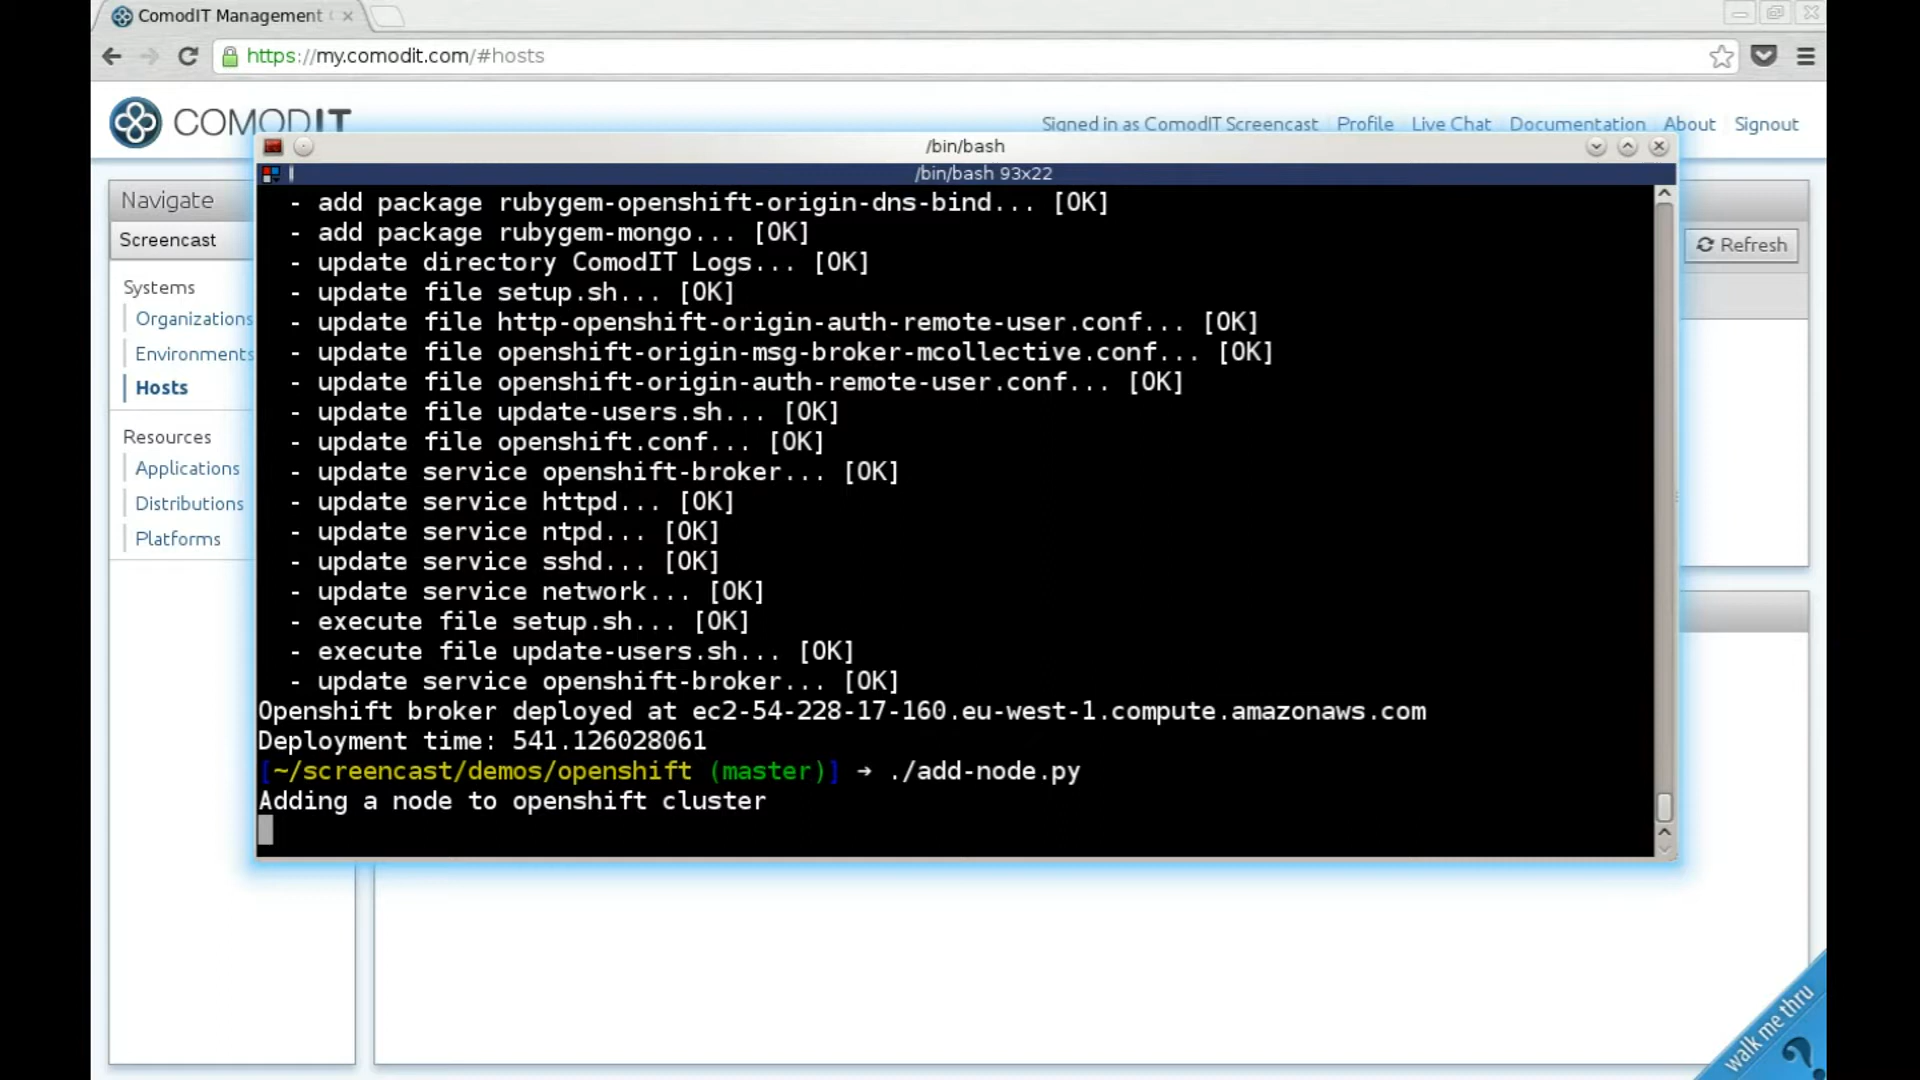 ComodIT Management
https://my.comodit.com/#hosts
COMODIT
Signed in as ComodIT Screencast Profile Live Chat Documentation About Signout
/bin/bash
/bin/bash 93x22
Navigate
Screencast
Refresh
Systems
Organizations
Environments
Hosts
Resources
Applications
Distributions
Platforms
- add package rubygem-openshift-origin-dns-bind... [OK]
- add package rubygem-mongo... [OK]
- update directory ComodIT Logs... [OK]
- update file setup.sh... [OK]
- update file http-openshift-origin-auth-remote-user.conf... [OK]
- update file openshift-origin-msg-broker-mcollective.conf... [OK]
- update file openshift-origin-auth-remote-user.conf... [OK]
- update file update-users.sh... [OK]
- update file openshift.conf... [OK]
- update service openshift-broker... [OK]
- update service httpd... [OK]
- update service ntpd... [OK]
- update service sshd... [OK]
- update service network... [OK]
- execute file setup.sh... [OK]
- execute file update-users.sh... [OK]
- update service openshift-broker... [OK]
Openshift broker deployed at ec2-54-228-17-160.eu-west-1.compute.amazonaws.com
Deployment time: 541.126028061
[~/screencast/demos/openshift (master)] → ./add-node.py
Adding a node to openshift cluster
walk me thru
?